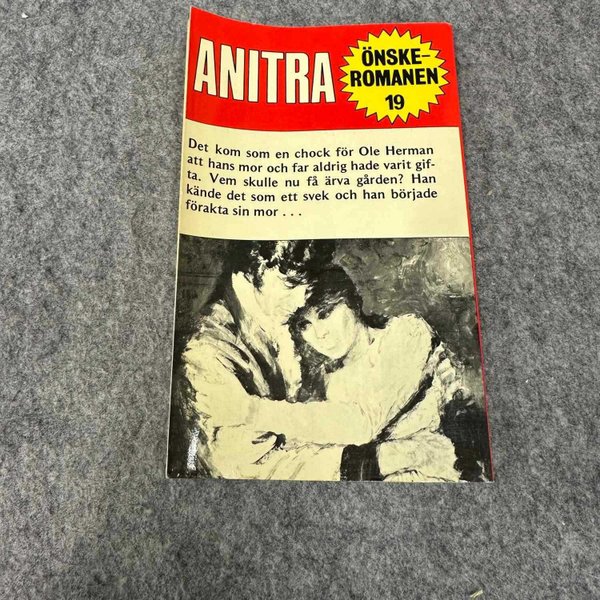 ANITRA
ÖNSKE-
ROMANEN
19
Det kom som en chock för Ole Herman
att hans mor och far aldrig hade varit gif-
ta. Vem skulle nu få ärva gården? Han
kände det som ett svek och han började
förakta sin mor . . .